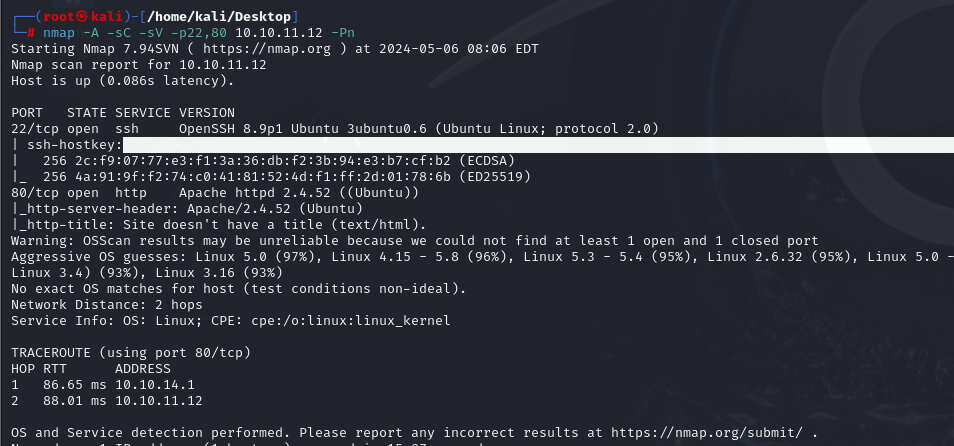 ┌──(root㉿kali)-[/home/kali/Desktop]
└─# nmap -A -sC -sV -p22,80 10.10.11.12 -Pn
Starting Nmap 7.94SVN ( https://nmap.org ) at 2024-05-06 08:06 EDT
Nmap scan report for 10.10.11.12
Host is up (0.086s latency).
PORT   STATE SERVICE VERSION
22/tcp open  ssh     OpenSSH 8.9p1 Ubuntu 3ubuntu0.6 (Ubuntu Linux; protocol 2.0)
| ssh-hostkey:
|   256 2c:f9:07:77:e3:f1:3a:36:db:f2:3b:94:e3:b7:cf:b2 (ECDSA)
|_  256 4a:91:9f:f2:74:c0:41:81:52:4d:f1:ff:2d:01:78:6b (ED25519)
80/tcp open  http    Apache httpd 2.4.52 ((Ubuntu))
|_http-server-header: Apache/2.4.52 (Ubuntu)
|_http-title: Site doesn't have a title (text/html).
Warning: OSScan results may be unreliable because we could not find at least 1 open and 1 closed port
Aggressive OS guesses: Linux 5.0 (97%), Linux 4.15 - 5.8 (96%), Linux 5.3 - 5.4 (95%), Linux 2.6.32 (95%), Linux 5.0 -
Linux 3.4) (93%), Linux 3.16 (93%)
No exact OS matches for host (test conditions non-ideal).
Network Distance: 2 hops
Service Info: OS: Linux; CPE: cpe:/o:linux:linux_kernel
TRACEROUTE (using port 80/tcp)
HOP RTT      ADDRESS
1   86.65 ms 10.10.14.1
2   88.01 ms 10.10.11.12
OS and Service detection performed. Please report any incorrect results at https://nmap.org/submit/ .